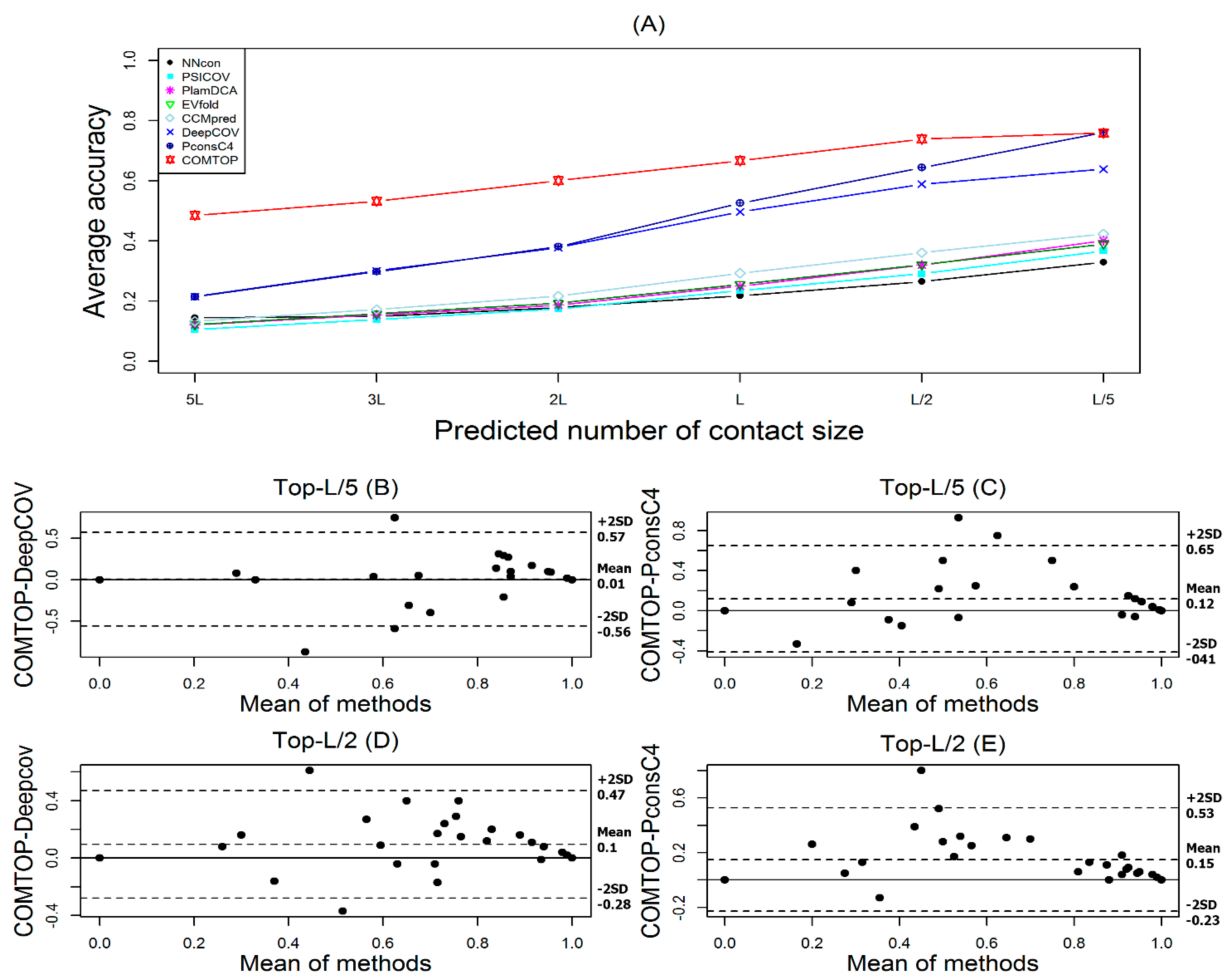 (A)
Average accuracy
1.0
0.8
0.6
0.4
0.2
0.0
NNcon
PSICOV
PlamDCA
EVfold
CCMpred
DeepCOV
PconsC4
COMTOP
5L 3L 2L L L/2 L/5
Predicted number of contact size
Top-L/5 (B)
COMTOP-DeepCOV
0.5
0.0
-0.5
+2SD
0.57
Mean
0.01
-2SD
-0.56
0.0 0.2 0.4 0.6 0.8 1.0
Mean of methods
Top-L/5 (C)
COMTOP-PconsC4
0.8
0.4
0.0
-0.4
+2SD
0.65
Mean
0.12
-2SD
-041
0.0 0.2 0.4 0.6 0.8 1.0
Mean of methods
Top-L/2 (D)
COMTOP-Deepcov
0.4
0.0
-0.4
+2SD
0.47
Mean
0.1
-2SD
-0.28
0.0 0.2 0.4 0.6 0.8 1.0
Mean of methods
Top-L/2 (E)
COMTOP-PconsC4
0.6
0.2
-0.2
+2SD
0.53
Mean
0.15
-2SD
-0.23
0.0 0.2 0.4 0.6 0.8 1.0
Mean of methods